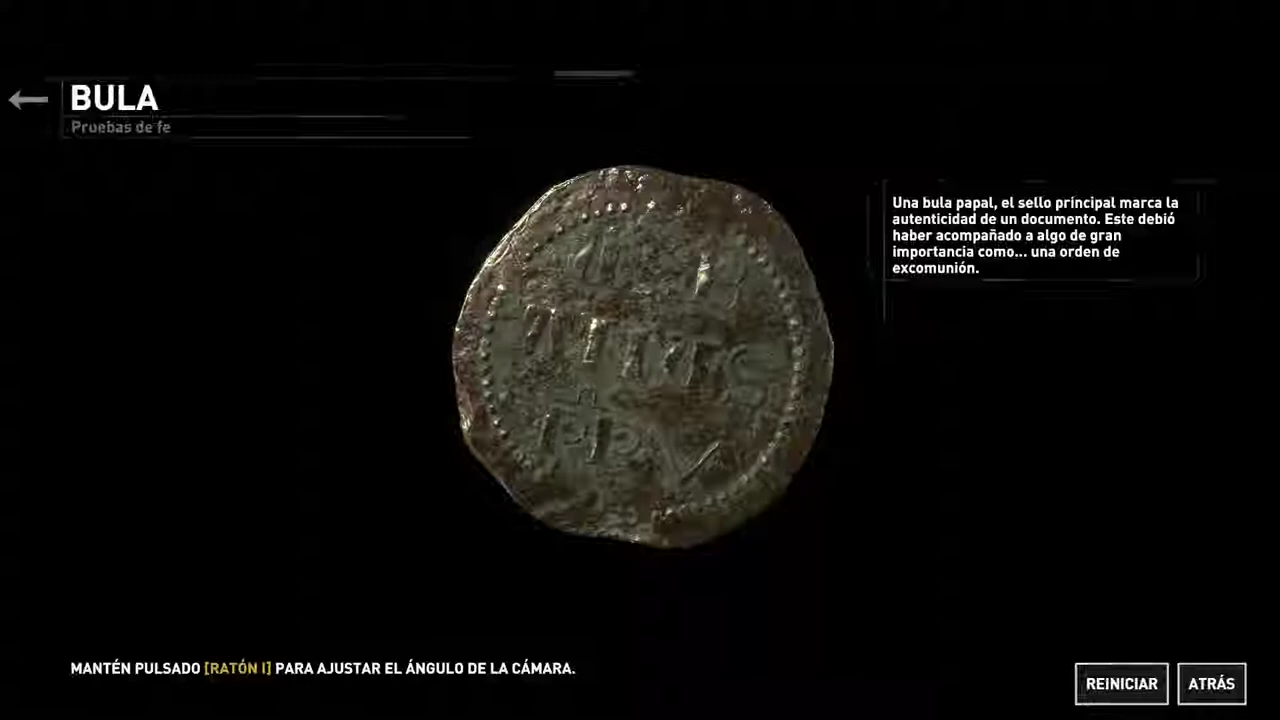 BULA
Pruebas de fe
Una bula papal, el sello príncipal marca la
autenticidad de un documento. Este debió
haber acompañado a algo de gran
importancia como... una orden de
excomunión.
MANTÉN PULSADO [RATÓN I] PARA AJUSTAR EL ÁNGULO DE LA CÁMARA.
REINICIAR
ATRÁS